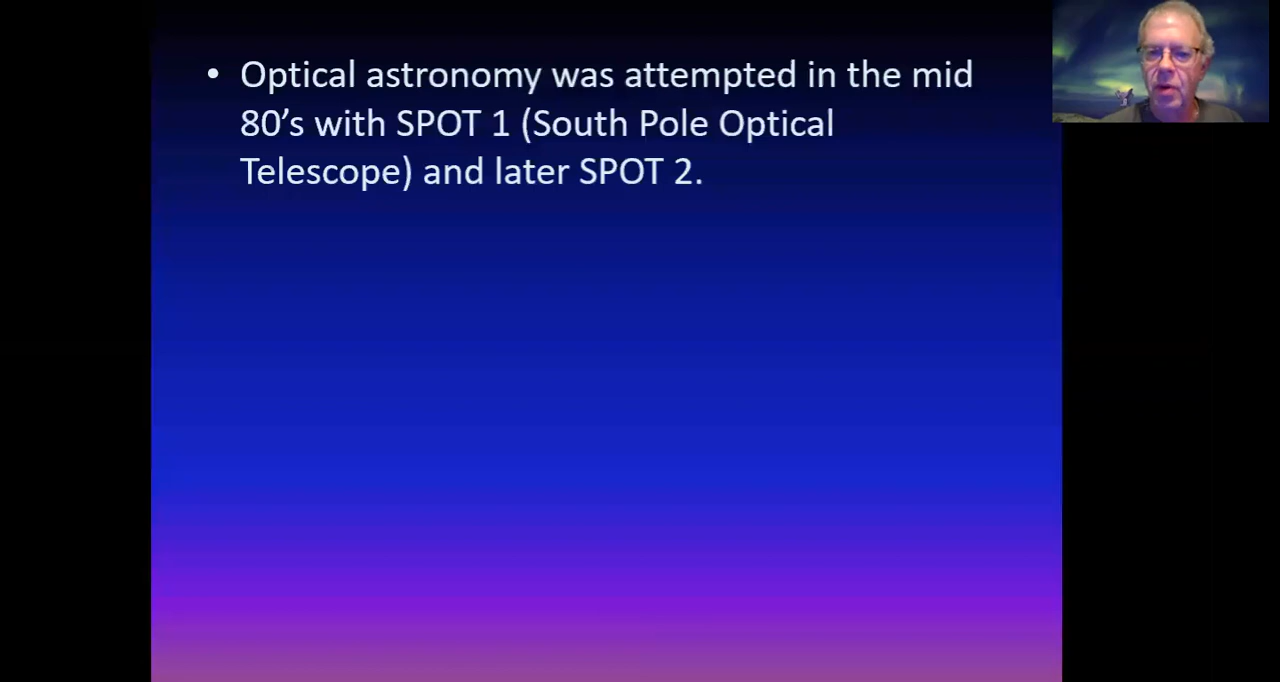 • Optical astronomy was attempted in the mid
80’s with SPOT 1 (South Pole Optical
Telescope) and later SPOT 2.